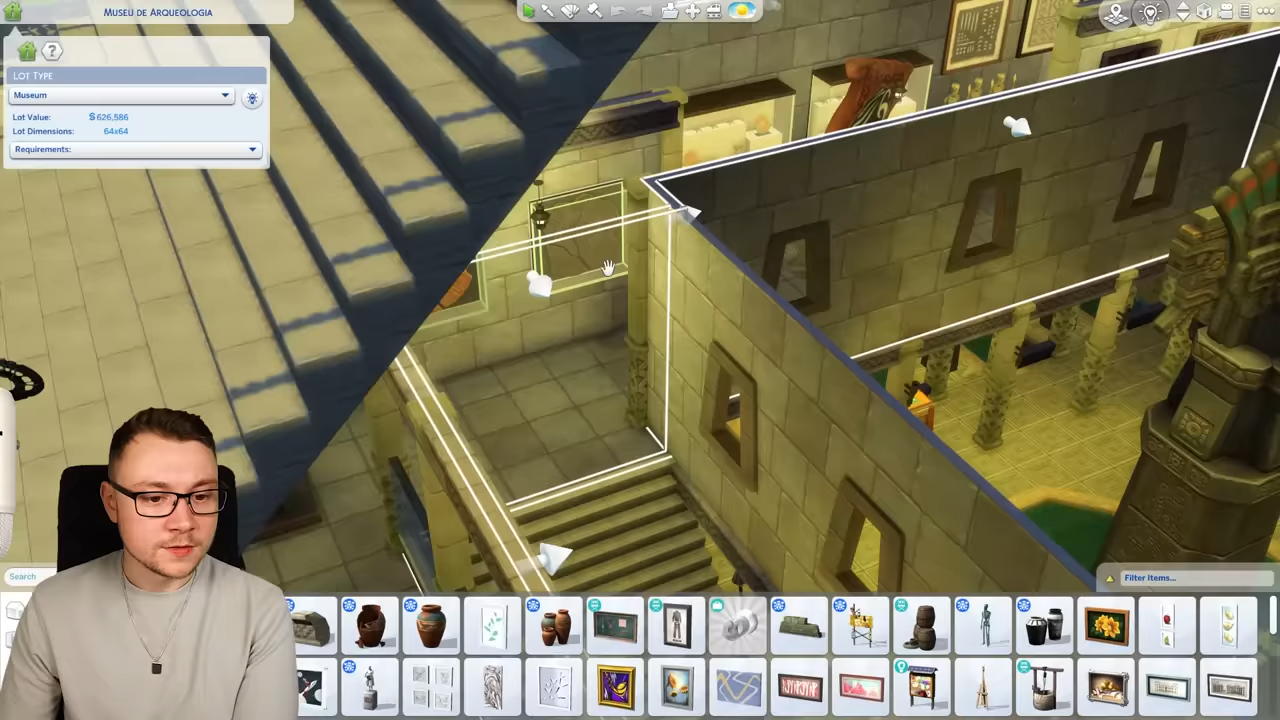 Museu de Arqueologia
?
Lot Type
Museum
Lot Value: §626,586
Lot Dimensions: 64x64
Requirements:
Search
Filter Items...